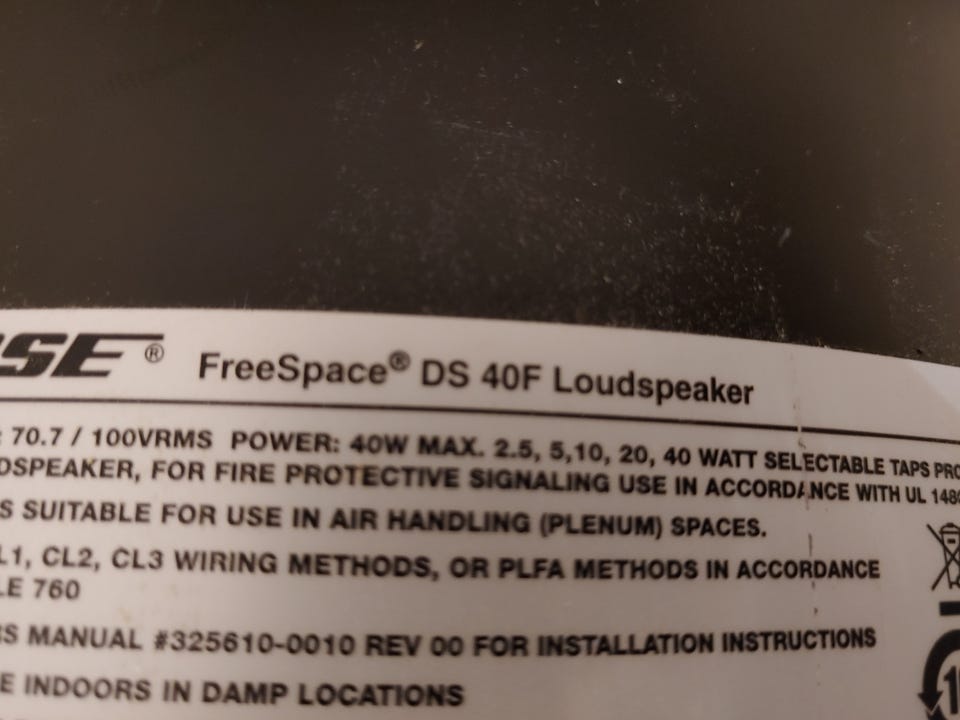 SE® FreeSpace® DS 40F Loudspeaker
: 70.7 / 100VRMS POWER: 40W MAX. 2.5, 5,10, 20, 40 WATT SELECTABLE TAPS PRO
DSPEAKER, FOR FIRE PROTECTIVE SIGNALING USE IN ACCORDANCE WITH UL 1480
S SUITABLE FOR USE IN AIR HANDLING (PLENUM) SPACES.
L1, CL2, CL3 WIRING METHODS, OR PLFA METHODS IN ACCORDANCE
LE 760
RS MANUAL #325610-0010 REV 00 FOR INSTALLATION INSTRUCTIONS
E INDOORS IN DAMP LOCATIONS